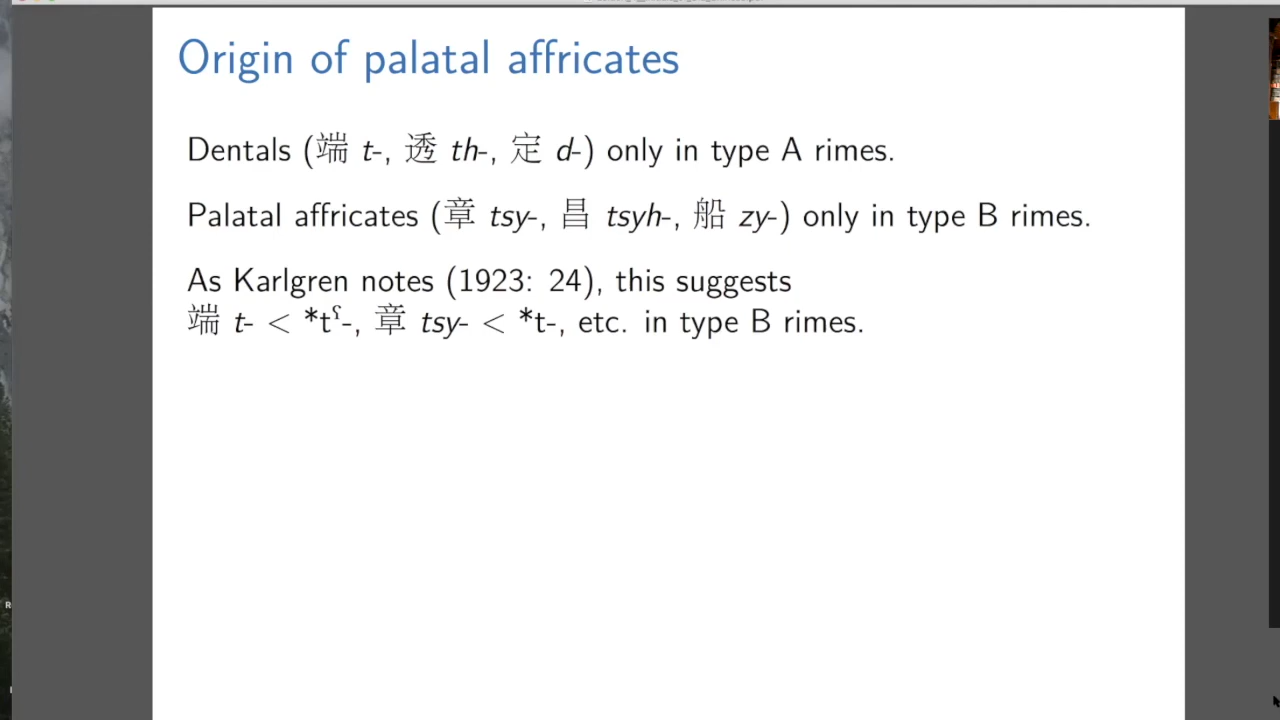 Origin of palatal affricates
Dentals (端 t-, 透 th-, 定 d-) only in type A rimes.
Palatal affricates (章 tsy-, 昌 tsyh-, 船 zy-) only in type B rimes.
As Karlgren notes (1923: 24), this suggests
端 t- < *tˤ-, 章 tsy- < *t-, etc. in type B rimes.